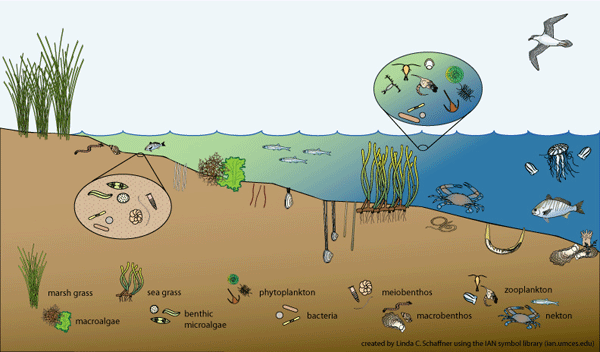 marsh grass
sea grass
phytoplankton
meiobenthos
zooplankton
macroalgae
benthic
microalgae
bacteria
macrobenthos
nekton
created by Linda C. Schaffner using the IAN symbol library (ian.umces.edu)